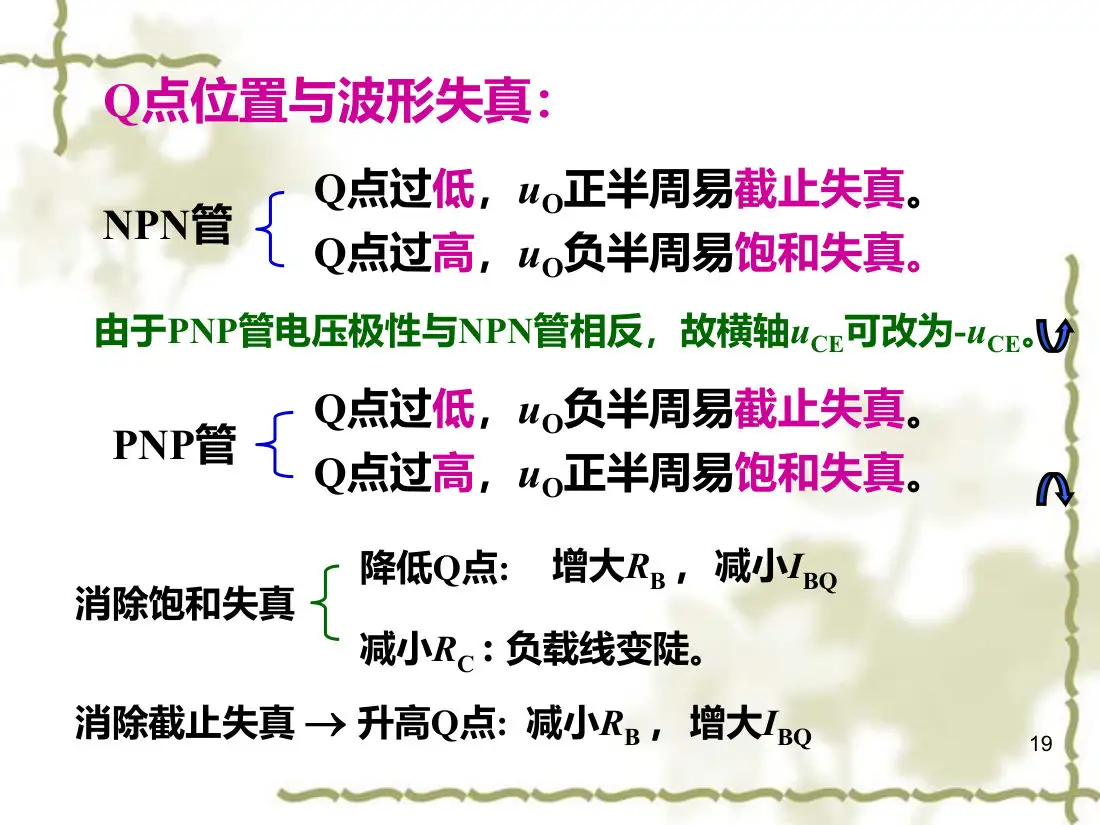 Q点位置与波形失真：
NPN管
Q点过低，uO正半周易截止失真。
Q点过高，uO负半周易饱和失真。
由于PNP管电压极性与NPN管相反，故横轴uCE可改为-uCE。
PNP管
Q点过低，uO负半周易截止失真。
Q点过高，uO正半周易饱和失真。
消除饱和失真
降低Q点： 增大RB ， 减小IBQ
减小RC：负载线变陡。
消除截止失真 → 升高Q点：减小RB ， 增大IBQ
19